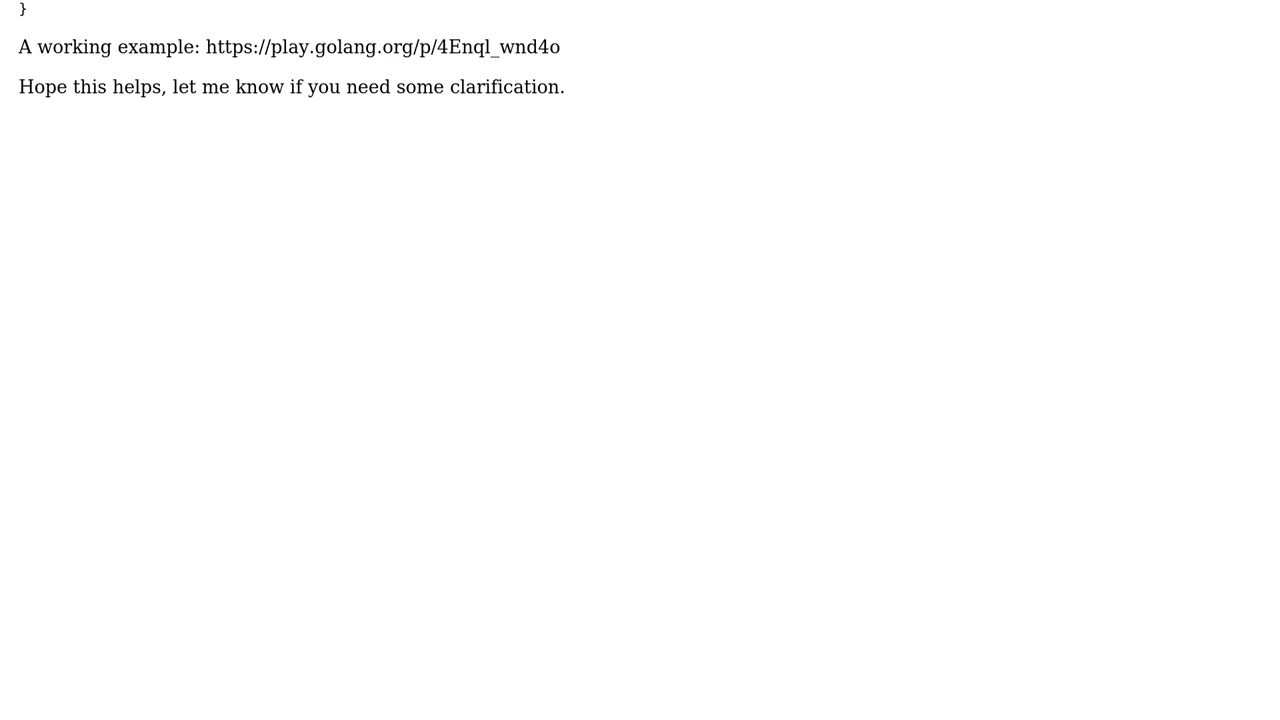 }
A working example: https://play.golang.org/p/4Enql_wnd4o
Hope this helps, let me know if you need some clarification.